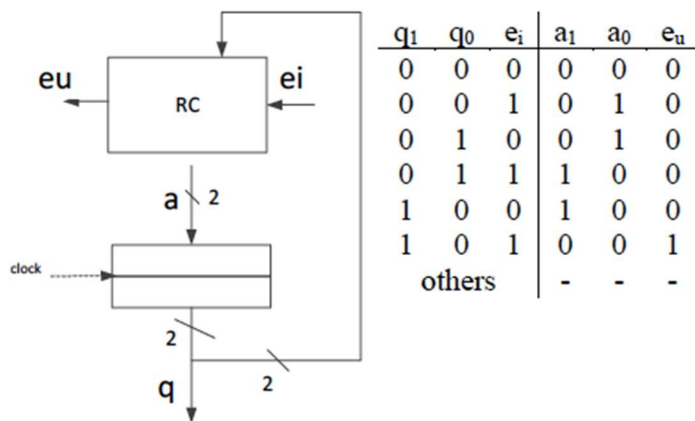 eu
RC
ei
a
2
clock
2
2
q
q1 q0 ei a1 a0 eu
0 0 0 0 0 0
0 0 1 0 1 0
0 1 0 0 1 0
0 1 1 1 0 0
1 0 0 1 0 0
1 0 1 0 0 1
others - - -